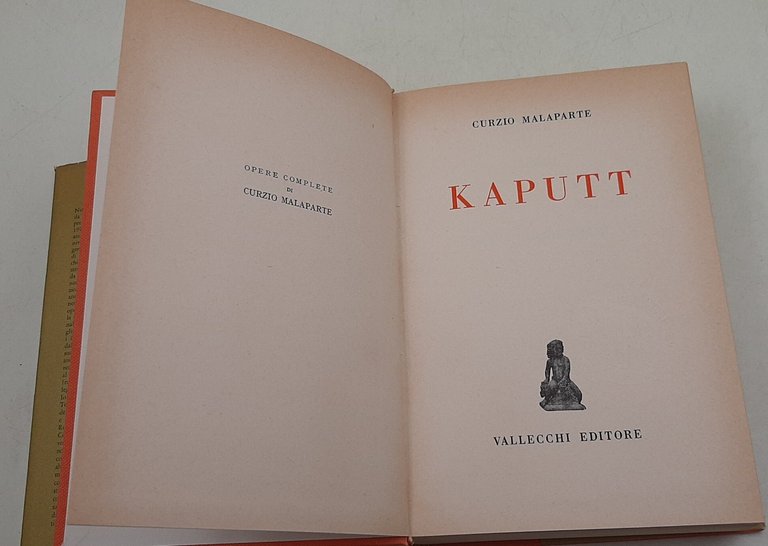 OPERE COMPLETE
DI
CURZIO MALAPARTE
CURZIO MALAPARTE
KAPUTT
VALLECCHI EDITORE